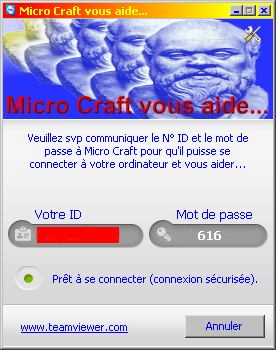 Micro Craft vous aide...
Micro Craft vous aide...
Veuillez svp communiquer le N° ID et le mot de
passe à Micro Craft pour qu'il puisse se
connecter à votre ordinateur et vous aider...
Votre ID
Mot de passe
616
Prêt à se connecter (connexion sécurisée).
www.teamviewer.com
Annuler